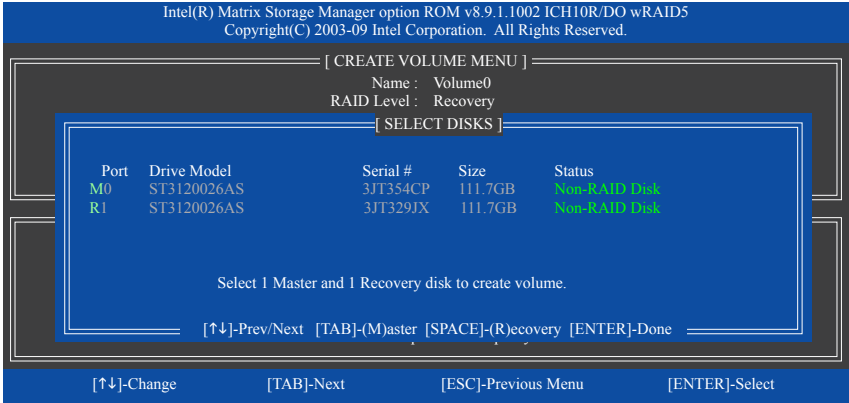 Intel(R) Matrix Storage Manager option ROM v8.9.1.1002 ICH10R/DO wRAID5
Copyright(C) 2003-09 Intel Corporation. All Rights Reserved.
[ CREATE VOLUME MENU ]
Name : Volume0
RAID Level : Recovery
[ SELECT DISKS ]
Port Drive Model Serial # Size Status
M0 ST3120026AS 3JT354CP 111.7GB Non-RAID Disk
R1 ST3120026AS 3JT329JX 111.7GB Non-RAID Disk
Select 1 Master and 1 Recovery disk to create volume.
[↑↓]-Prev/Next [TAB]-(M)aster [SPACE]-(R)ecovery [ENTER]-Done
[↑↓]-Change [TAB]-Next [ESC]-Previous Menu [ENTER]-Select